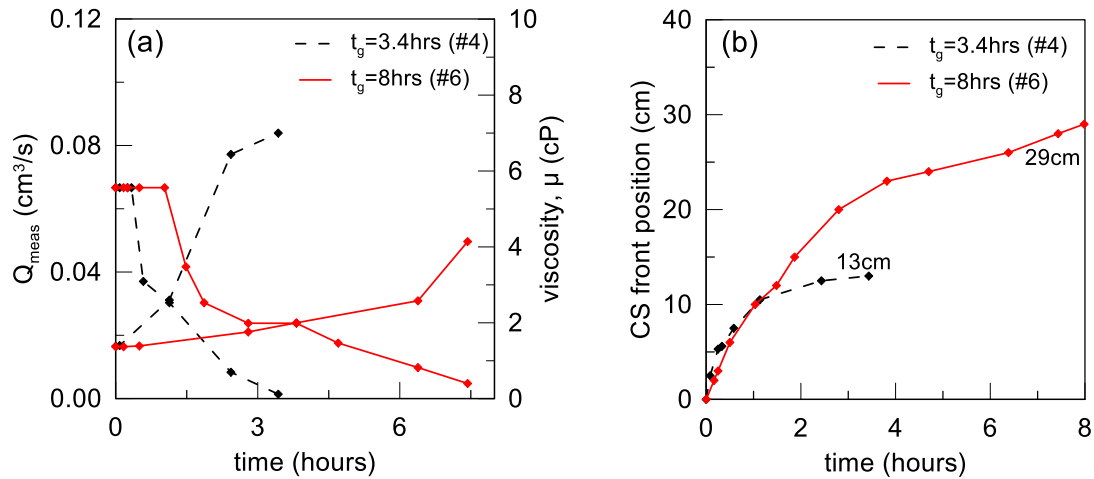 (a)
t_g=3.4hrs (#4)
t_g=8hrs (#6)
0.12
0.08
0.04
0.00
Q_meas (cm³/s)
10
8
6
4
2
0
viscosity, μ (cP)
0
3
6
time (hours)
(b)
t_g=3.4hrs (#4)
t_g=8hrs (#6)
40
30
20
10
0
CS front position (cm)
29cm
13cm
0
2
4
6
8
time (hours)